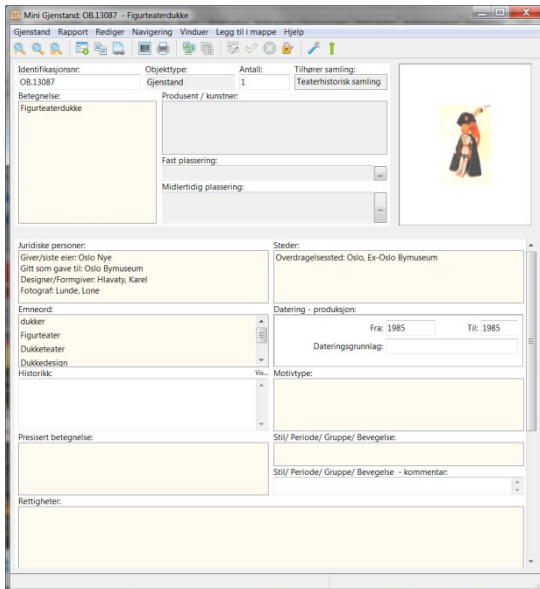 Mini Gjenstand: OB.13087 - Figurteaterdukke
Gjenstand Rapport Rediger Navigering Vinduer Legg til i mappe Hjelp
Identifikasjonsnr: Objekttype: Antall: Tilhører samling:
OB.13087 Gjenstand 1 Teaterhistorisk samling
Betegnelse: Produsent / kunstner:
Figurteaterdukke
Fast plassering:
...
Midlertidig plassering:
...
Juridiske personer: Steder:
Giver/siste eier: Oslo Nye Overdragelsessted: Oslo, Ex-Oslo Bymuseum
Gitt som gave til: Oslo Bymuseum
Designer/Formgiver: Hlavaty, Karel
Fotograf: Lunde, Lone
Emneord: Datering - produksjon:
dukker Fra: 1985 Til: 1985
Figurteater
Dukketeater Dateringsgrunnlag:
Dukkedesign
Historikk: Vis... Motivtype:
Presisert betegnelse: Stil/ Periode/ Gruppe/ Bevegelse:
Stil/ Periode/ Gruppe/ Bevegelse - kommentar:
Rettigheter: